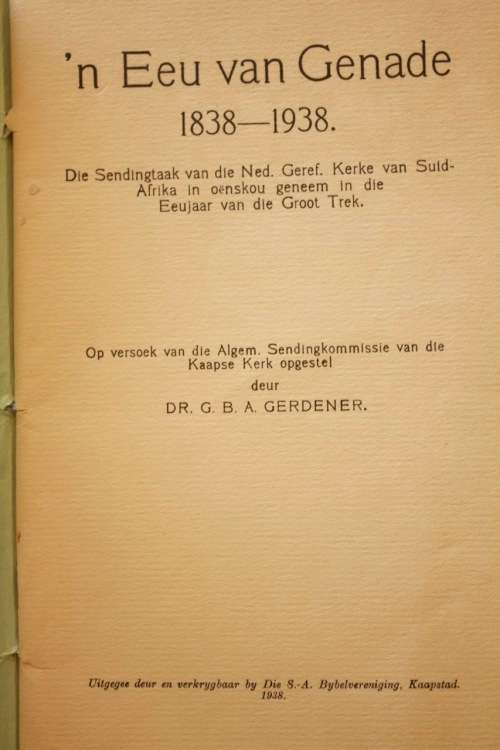 'n Eeu van Genade
1838—1938.
Die Sendingtaak van die Ned. Geref. Kerke van Suid-
Afrika in oënskou geneem in die
Eeujaar van die Groot Trek.
Op versoek van die Algem. Sendingkommissie van die
Kaapse Kerk opgestel
deur
DR. G. B. A. GERDENER.
Uitgegee deur en verkrygbaar by Die S.-A. Bybelvereniging, Kaapstad.
1938.